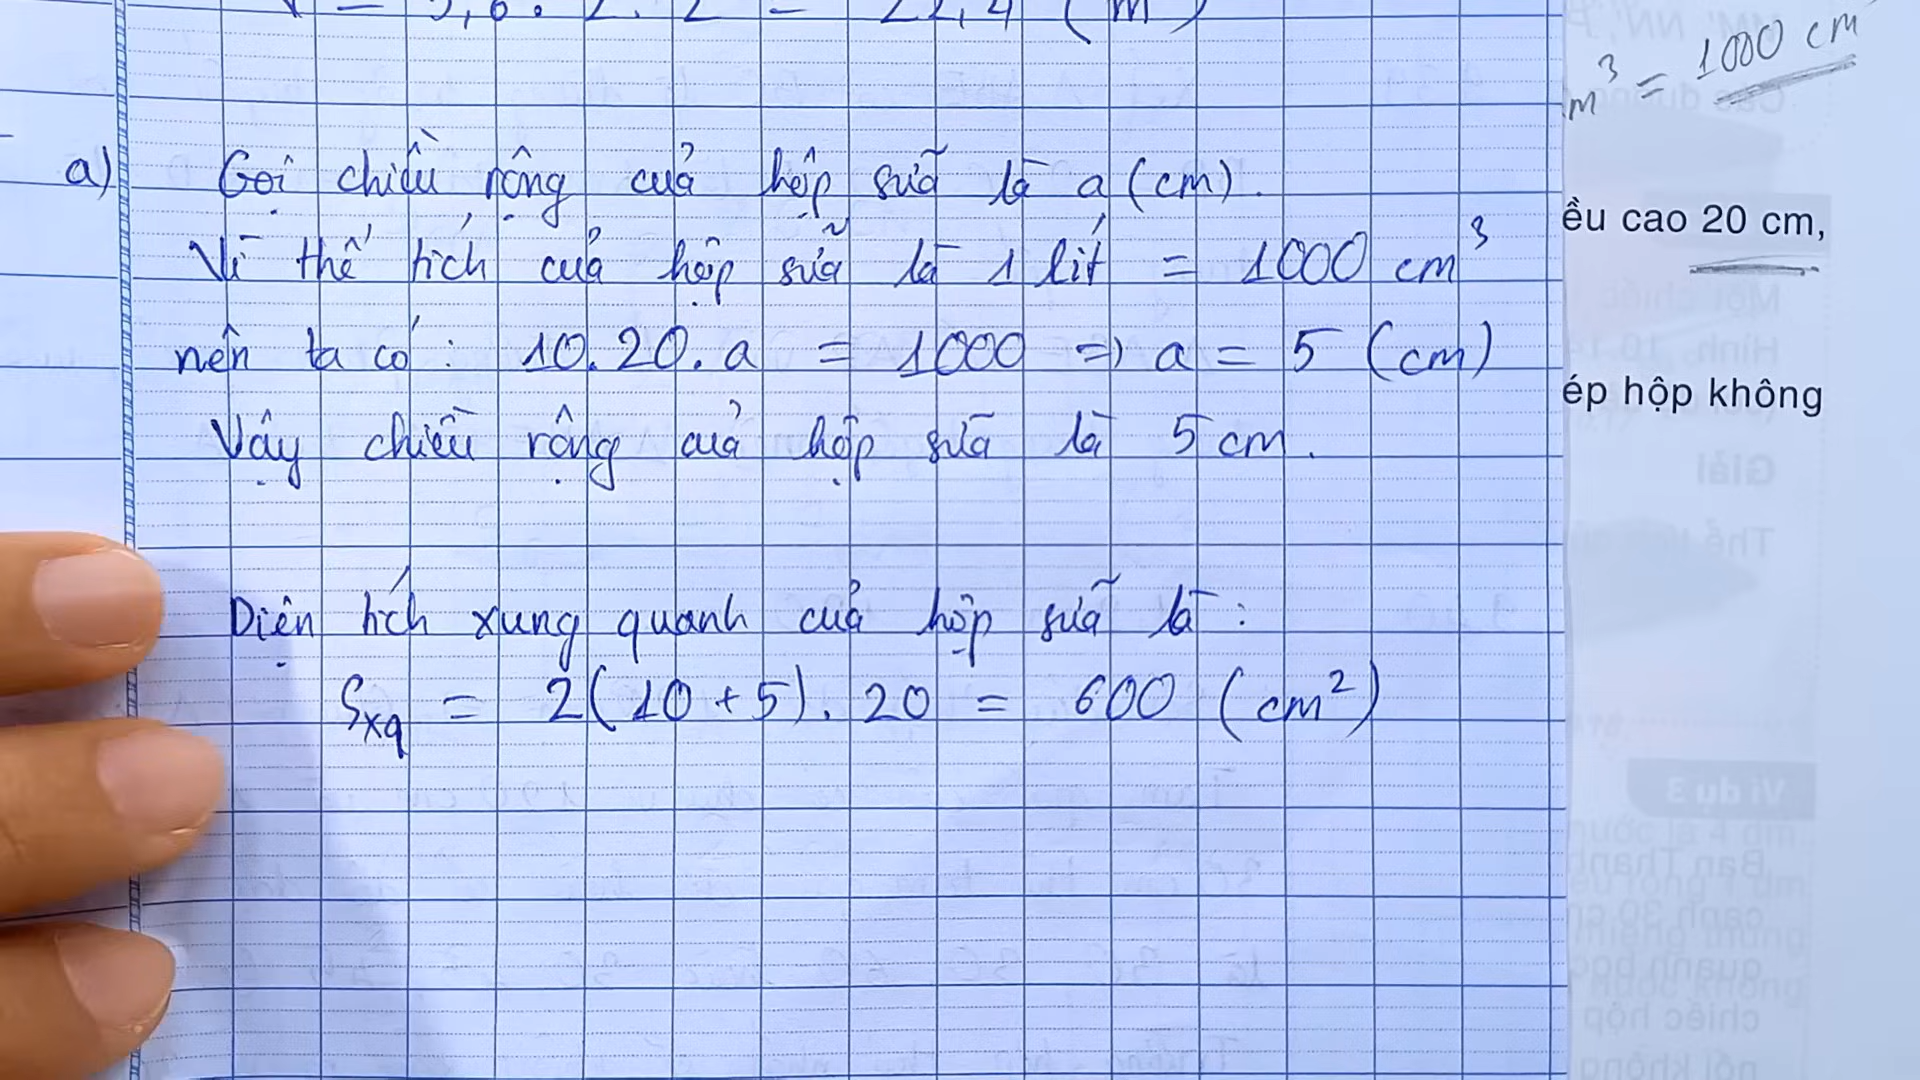 = 22,4 (m
m³ = 1000 cm
a) Gọi chiều rộng của hộp sữa là a (cm).
Vì thể tích của hộp sữa là 1 lít = 1000 cm³
nên ta có: 10.20.a = 1000 => a = 5 (cm)
Vậy chiều rộng của hộp sữa là 5 cm.
Diện tích xung quanh của hộp sữa là:
Sxq = 2(10+5).20 = 600 (cm²)
ều cao 20 cm,
ép hộp không